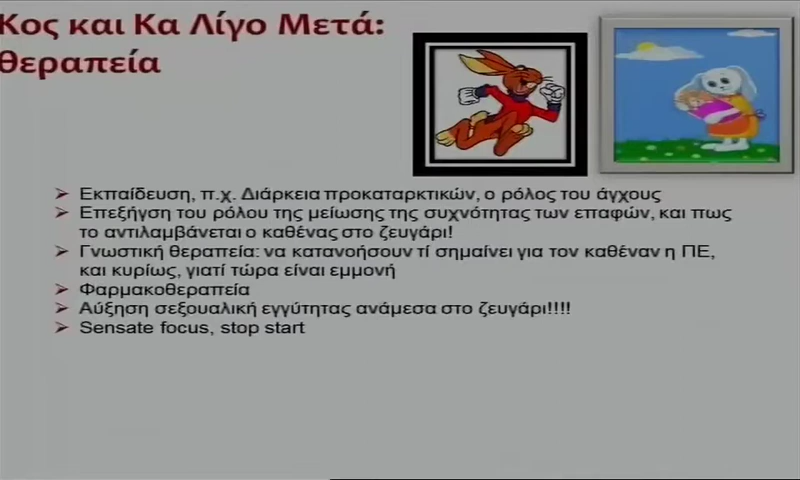 Κος και Κα Λίγο Μετά:
θεραπεία
➢ Εκπαίδευση, π.χ. Διάρκεια προκαταρκτικών, ο ρόλος του άγχους
➢ Επεξήγση του ρόλου της μείωσης της συχνότητας των επαφών, και πως
το αντιλαμβάνεται ο καθένας στο ζευγάρι!
➢ Γνωστική θεραπεία: να κατανοήσουν τί σημαίνει για τον καθέναν η ΠΕ,
και κυρίως, γιατί τώρα είναι εμμονή
➢ Φαρμακοθεραπεία
➢ Αύξηση σεξουαλική εγγύτητας ανάμεσα στο ζευγάρι!!!!
➢ Sensate focus, stop start